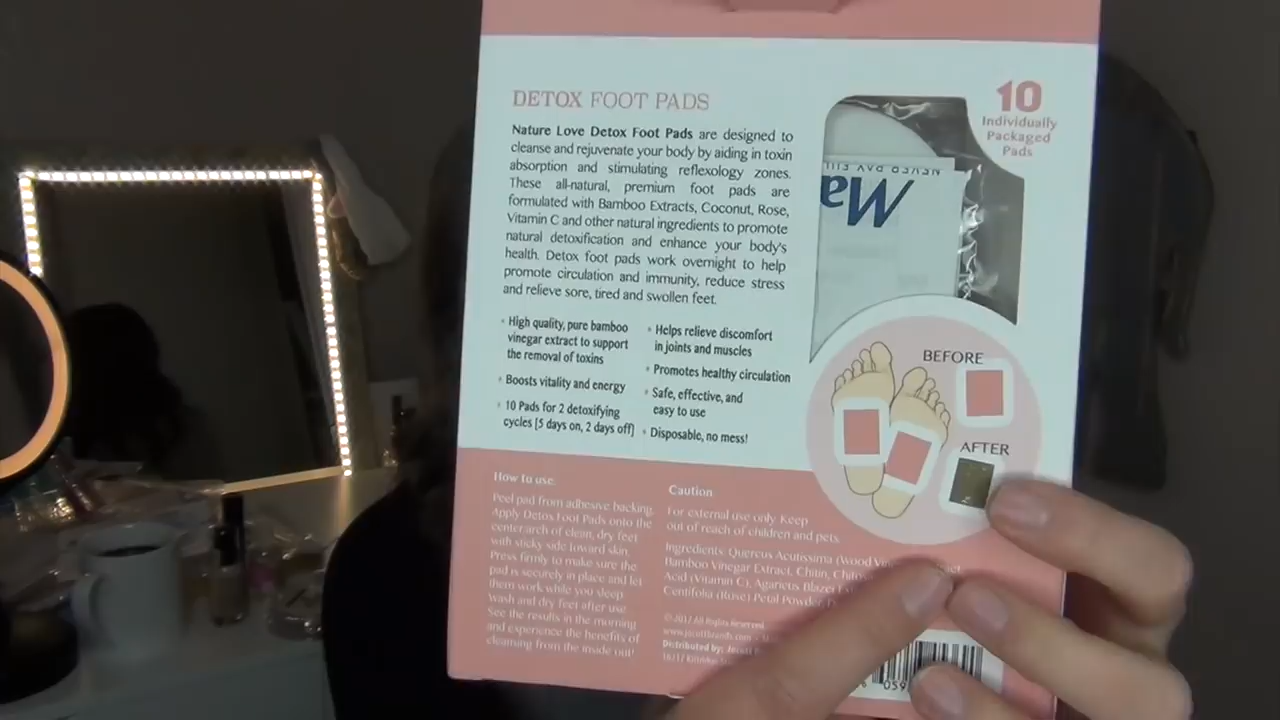 DETOX FOOT PADS
Nature Love Detox Foot Pads are designed to
cleanse and rejuvenate your body by aiding in toxin
absorption and stimulating reflexology zones.
These all-natural, premium foot pads are
formulated with Bamboo Extracts, Coconut, Rose,
Vitamin C and other natural ingredients to promote
natural detoxification and enhance your body's
health. Detox foot pads work overnight to help
promote circulation and immunity, reduce stress
and relieve sore, tired and swollen feet.
10
Individually
Packaged
Pads
• High quality, pure bamboo
vinegar extract to support
the removal of toxins
• Boosts vitality and energy
• 10 Pads for 2 detoxifying
cycles [5 days on, 2 days off]
• Helps relieve discomfort
in joints and muscles
• Promotes healthy circulation
• Safe, effective, and
easy to use
• Disposable, no mess!
BEFORE
AFTER
How to use:
Peel pad from adhesive backing.
Apply Detox Foot Pads onto the
center arch of clean, dry feet
with sticky side toward skin.
Press firmly to make sure the
pad is securely in place and let
them work while you sleep.
Wash and dry feet after use.
See the results in the morning
and experience the benefits of
cleansing from the inside out!
Caution
For external use only. Keep
out of reach of children and pets.
Ingredients: Quercus Acutissima (Wood
Bamboo Vinegar Extract, Chitin,
Acid (Vitamin C), Agaricus Blazei
Centifolia (Rose) Petal Powder,
© 2017 All Rights Reserved
Distributed by:
059